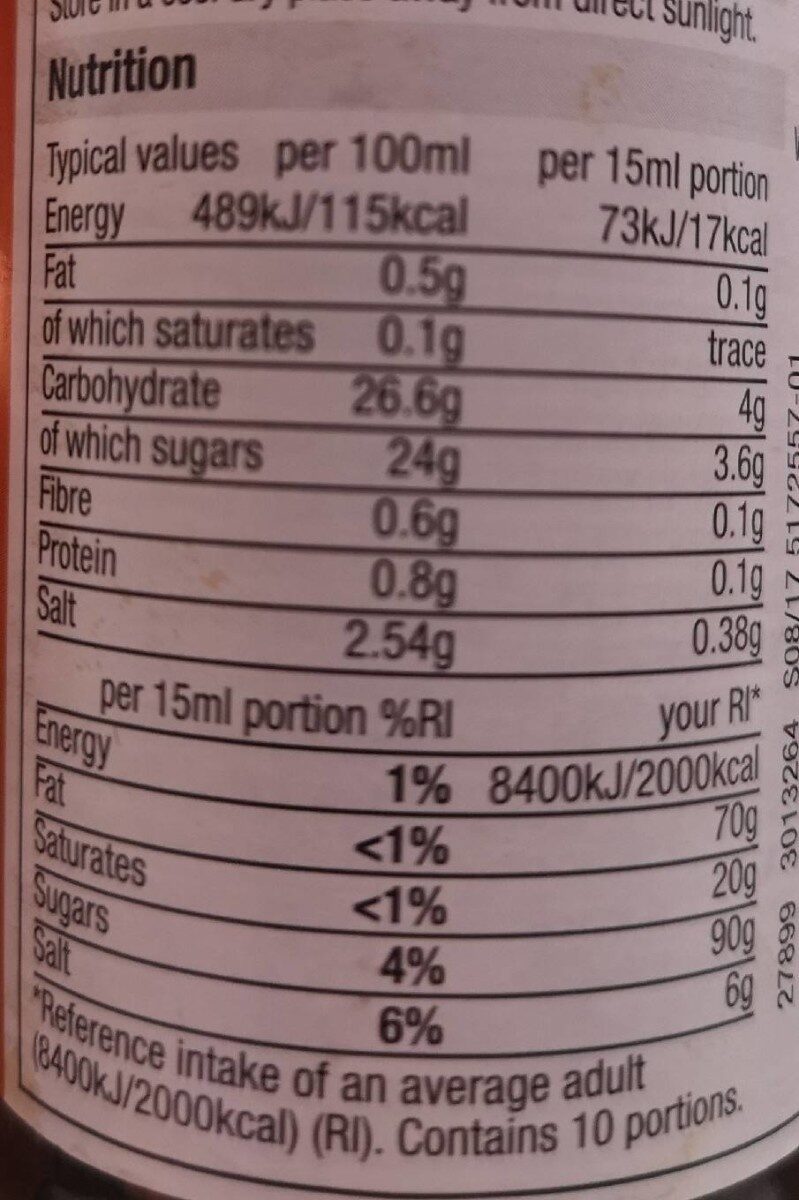 direct sunlight.
Nutrition
Typical values per 100ml per 15ml portion
Energy 489kJ/115kcal 73kJ/17kcal
Fat 0.5g 0.1g
of which saturates 0.1g trace
Carbohydrate 26.6g 4g
of which sugars 24g 3.6g
Fibre 0.6g 0.1g
Protein 0.8g 0.1g
Salt 2.54g 0.38g
per 15ml portion %RI your RI*
Energy 1% 8400kJ/2000kcal
Fat <1% 70g
Saturates <1% 20g
Sugars 4% 90g
Salt 6% 6g
*Reference intake of an average adult
(8400kJ/2000kcal) (RI). Contains 10 portions.
27899 3013264 S08/17 5172557-01